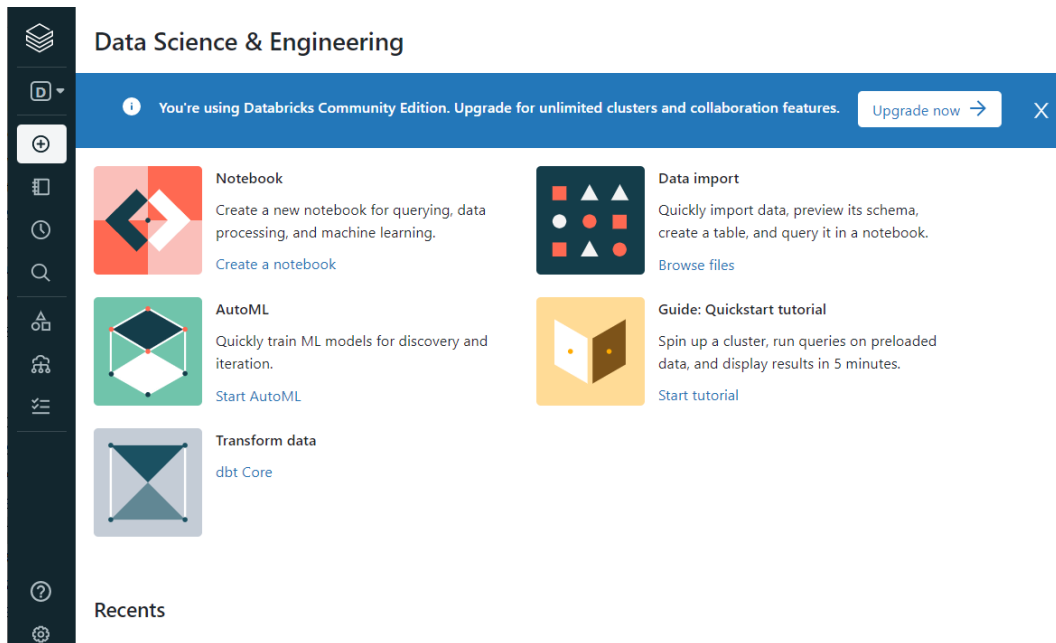 Data Science & Engineering
D
You're using Databricks Community Edition. Upgrade for unlimited clusters and collaboration features.
Upgrade now
X
Notebook
Create a new notebook for querying, data
processing, and machine learning.
Create a notebook
Data import
Quickly import data, preview its schema,
create a table, and query it in a notebook.
Browse files
AutoML
Quickly train ML models for discovery and
iteration.
Start AutoML
Guide: Quickstart tutorial
Spin up a cluster, run queries on preloaded
data, and display results in 5 minutes.
Start tutorial
Transform data
dbt Core
Recents